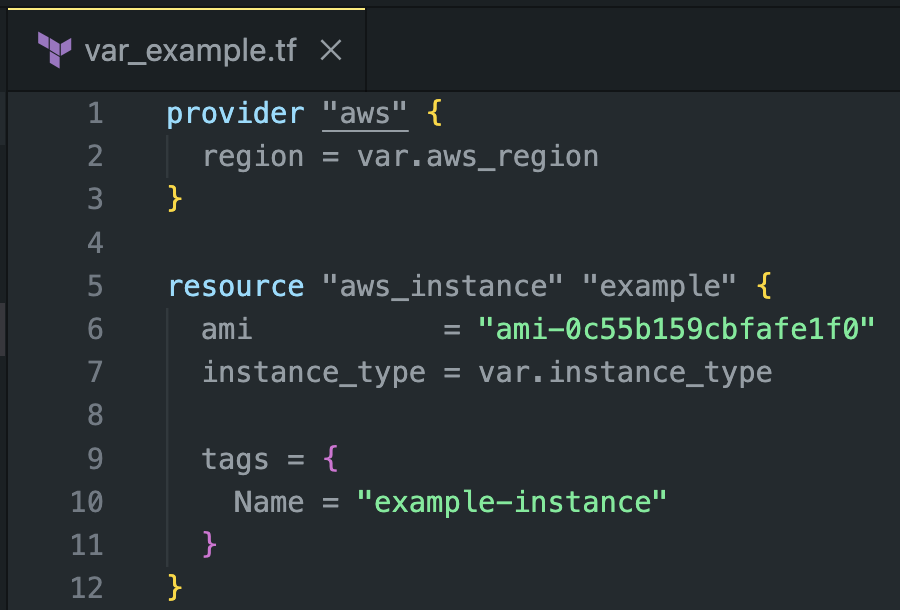 var_example.tf ×
1 provider "aws" {
2   region = var.aws_region
3 }
4
5 resource "aws_instance" "example" {
6   ami           = "ami-0c55b159cbfafe1f0"
7   instance_type = var.instance_type
8
9   tags = {
10     Name = "example-instance"
11   }
12 }